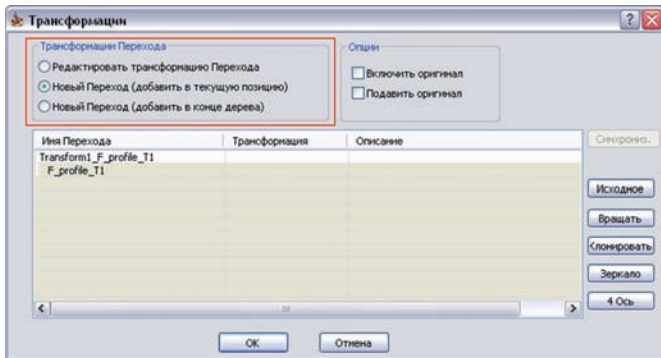 Трансформации
Трансформации Перехода
Редактировать трансформацию Перехода
Новый Переход (добавить в текущую позицию)
Новый Переход (добавить в конце дерева)
Опции
Включить оригинал
Подавить оригинал
Имя Перехода Трансформация Описание
Transform1_F_profile_T1
F_profile_T1
Синхрониз.
Исходное
Вращать
Клонировать
Зеркало
4 Ось
OK Отмена